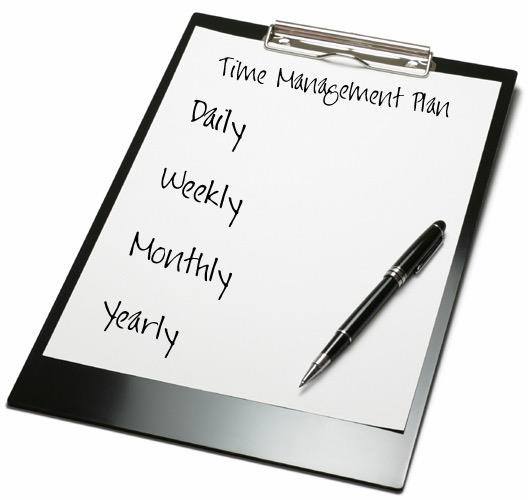 Time Management Plan
Daily
Weekly
Monthly
Yearly